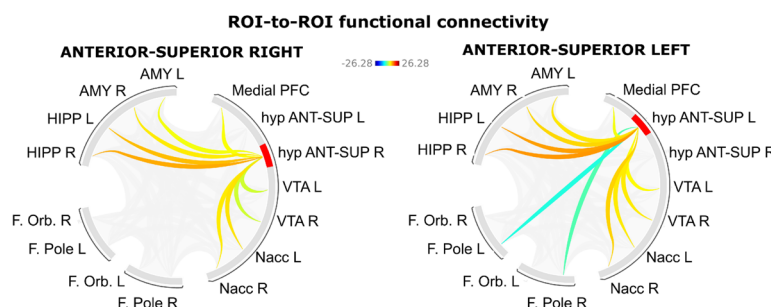 ROI-to-ROI functional connectivity
ANTERIOR-SUPERIOR RIGHT
-26.28 26.28
ANTERIOR-SUPERIOR LEFT
AMY L
AMY R
HIPP L
HIPP R
F. Orb. R
F. Pole L
F. Orb. L
F. Pole R
Medial PFC
hyp ANT-SUP L
hyp ANT-SUP R
VTA L
VTA R
Nacc L
Nacc R
AMY L
AMY R
HIPP L
HIPP R
F. Orb. R
F. Pole L
F. Orb. L
F. Pole R
Medial PFC
hyp ANT-SUP L
hyp ANT-SUP R
VTA L
VTA R
Nacc L
Nacc R